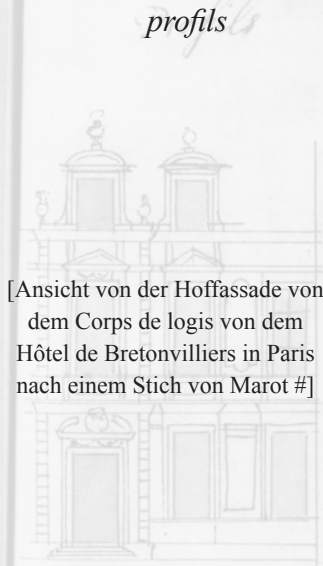 profils
[Ansicht von der Hoffassade von
dem Corps de logis von dem
Hôtel de Bretonvilliers in Paris
nach einem Stich von Marot #]